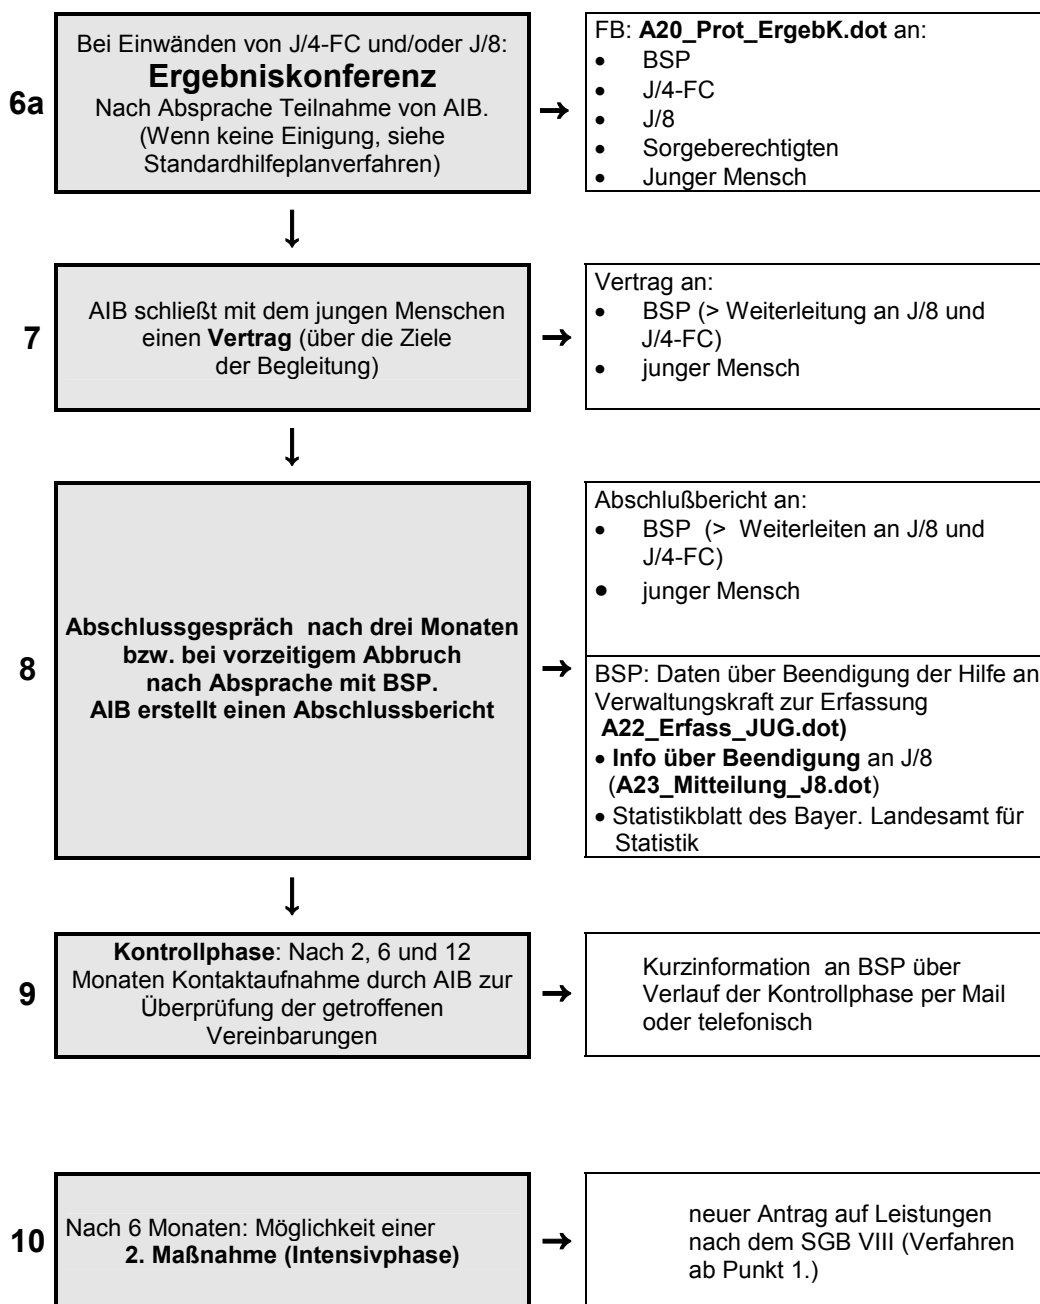 6a
Bei Einwänden von J/4-FC und/oder J/8:
Ergebniskonferenz
Nach Absprache Teilnahme von AIB.
(Wenn keine Einigung, siehe
Standardhilfeplanverfahren)
→
FB: A20_Prot_ErgebK.dot an:
• BSP
• J/4-FC
• J/8
• Sorgeberechtigten
• Junger Mensch
↓
7
AIB schließt mit dem jungen Menschen
einen Vertrag (über die Ziele
der Begleitung)
→
Vertrag an:
• BSP (> Weiterleitung an J/8 und
J/4-FC)
• junger Mensch
↓
8
Abschlussgespräch nach drei Monaten
bzw. bei vorzeitigem Abbruch
nach Absprache mit BSP.
AIB erstellt einen Abschlussbericht
→
Abschlußbericht an:
• BSP (> Weiterleiten an J/8 und
J/4-FC)
• junger Mensch
BSP: Daten über Beendigung der Hilfe an
Verwaltungskraft zur Erfassung
A22_Erfass_JUG.dot)
• Info über Beendigung an J/8
(A23_Mitteilung_J8.dot)
• Statistikblatt des Bayer. Landesamt für
Statistik
↓
9
Kontrollphase: Nach 2, 6 und 12
Monaten Kontaktaufnahme durch AIB zur
Überprüfung der getroffenen
Vereinbarungen
→
Kurzinformation an BSP über
Verlauf der Kontrollphase per Mail
oder telefonisch
10
Nach 6 Monaten: Möglichkeit einer
2. Maßnahme (Intensivphase)
→
neuer Antrag auf Leistungen
nach dem SGB VIII (Verfahren
ab Punkt 1.)